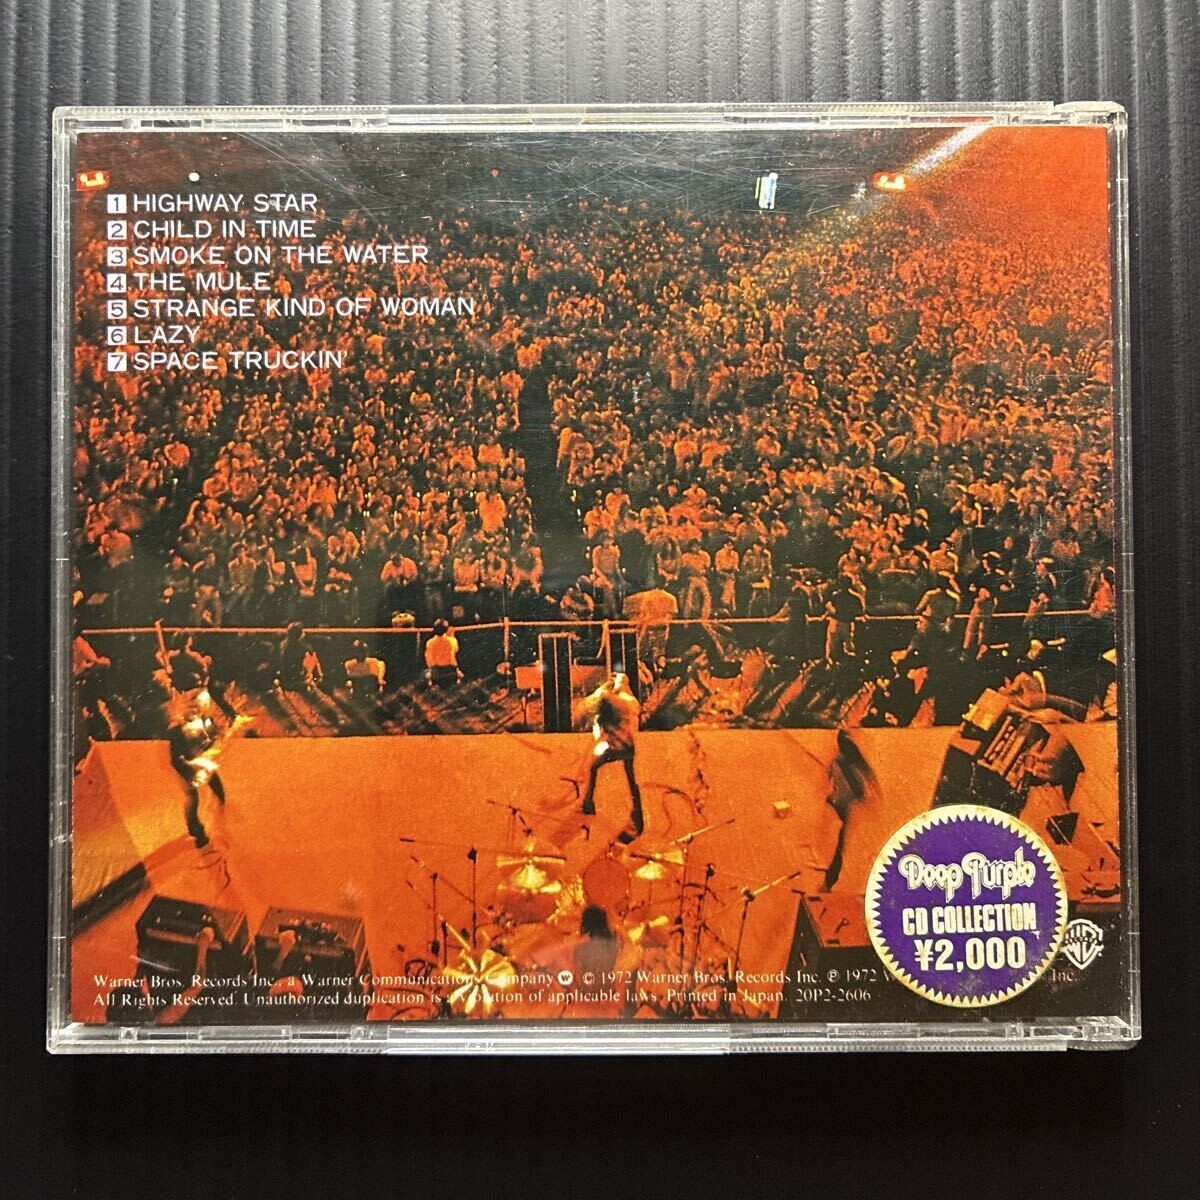 1 HIGHWAY STAR
2 CHILD IN TIME
3 SMOKE ON THE WATER
4 THE MULE
5 STRANGE KIND OF WOMAN
6 LAZY
7 SPACE TRUCKIN'
Deep Purple
CD COLLECTION
¥2,000
Warner Bros. Records Inc., a Warner Communications Company © 1972 Warner Bros. Records Inc. ℗ 1972 Inc.
All Rights Reserved. Unauthorized duplication is a violation of applicable laws. Printed in Japan. 20P2-2606